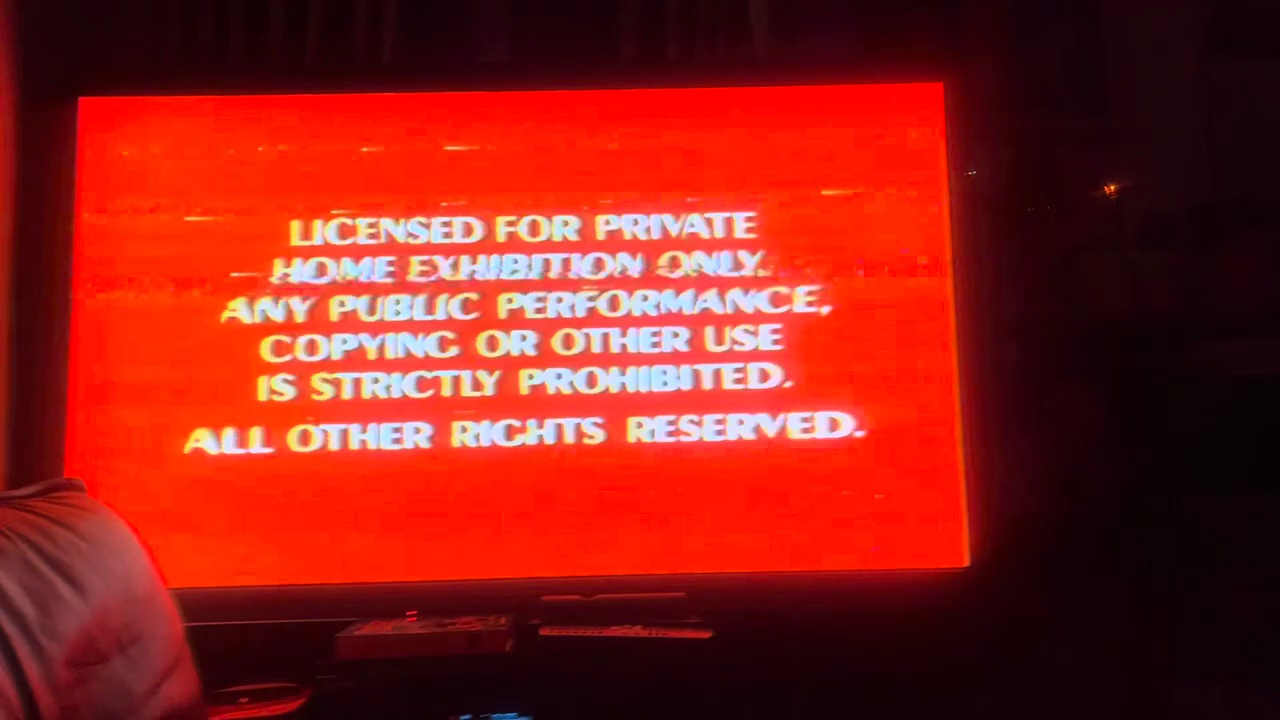 LICENSED FOR PRIVATE
HOME EXHIBITION ONLY.
ANY PUBLIC PERFORMANCE,
COPYING OR OTHER USE
IS STRICTLY PROHIBITED.
ALL OTHER RIGHTS RESERVED.